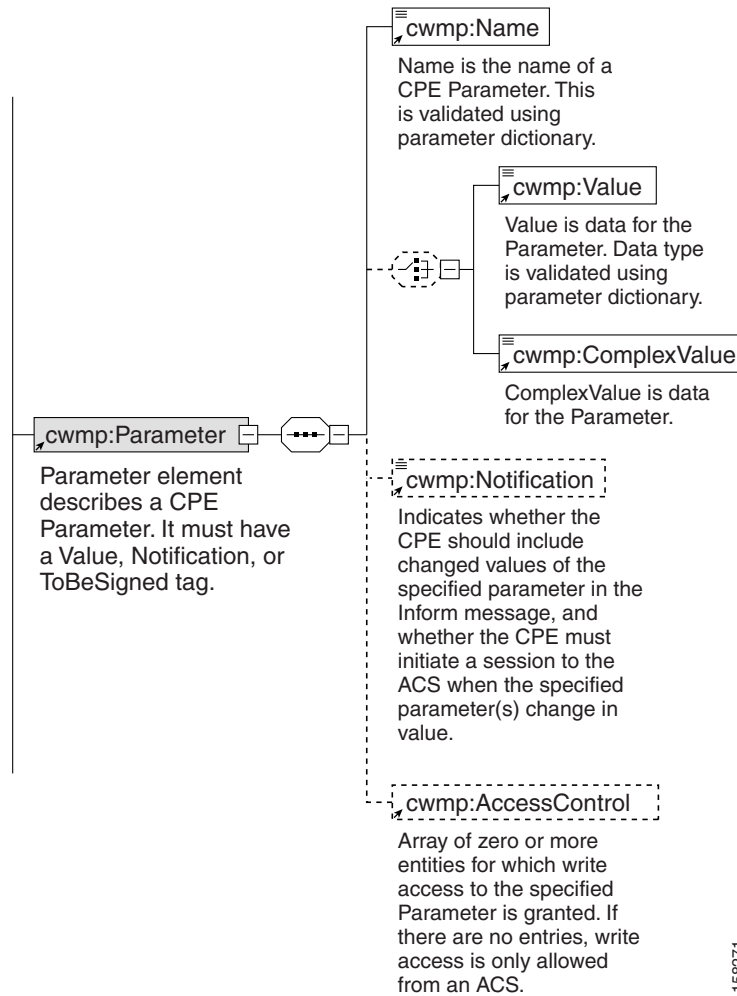 cwmp:Name
Name is the name of a
CPE Parameter. This
is validated using
parameter dictionary.
cwmp:Value
Value is data for the
Parameter. Data type
is validated using
parameter dictionary.
cwmp:ComplexValue
ComplexValue is data
for the Parameter.
cwmp:Parameter
Parameter element
describes a CPE
Parameter. It must have
a Value, Notification, or
ToBeSigned tag.
cwmp:Notification
Indicates whether the
CPE should include
changed values of the
specified parameter in the
Inform message, and
whether the CPE must
initiate a session to the
ACS when the specified
parameter(s) change in
value.
cwmp:AccessControl
Array of zero or more
entities for which write
access to the specified
Parameter is granted. If
there are no entries, write
access is only allowed
from an ACS.
158271